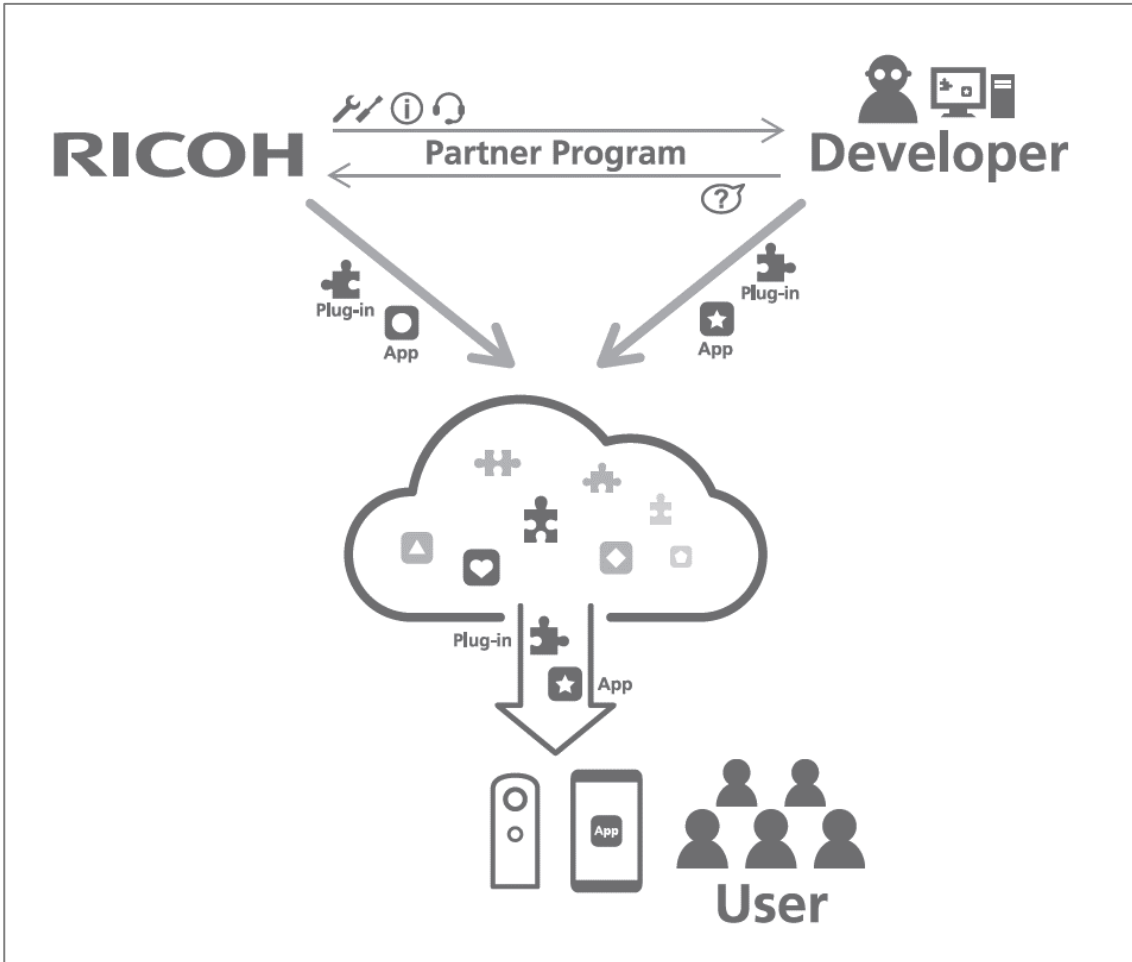 RICOH
Partner Program
Developer
?
Plug-in
App
Plug-in
App
Plug-in
App
App
User